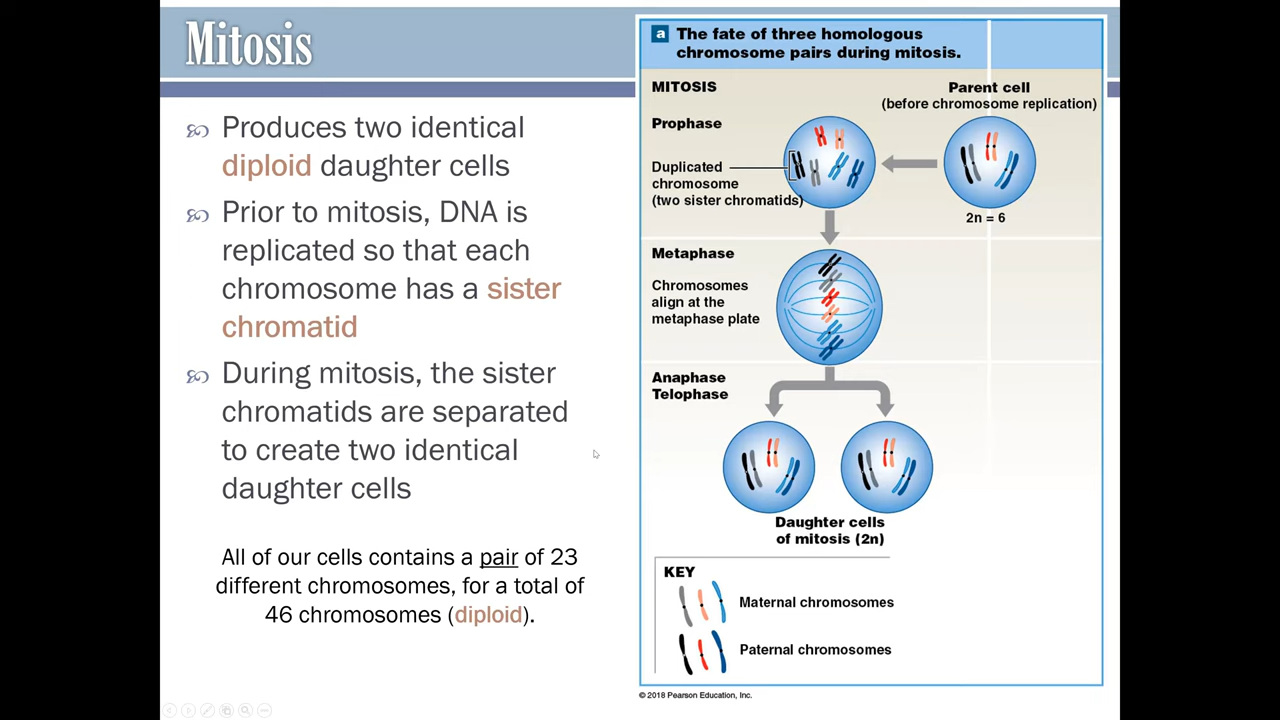 Mitosis
Produces two identical
diploid daughter cells
Prior to mitosis, DNA is
replicated so that each
chromosome has a sister
chromatid
During mitosis, the sister
chromatids are separated
to create two identical
daughter cells
All of our cells contains a pair of 23
different chromosomes, for a total of
46 chromosomes (diploid).
a The fate of three homologous
chromosome pairs during mitosis.
MITOSIS
Parent cell
(before chromosome replication)
Prophase
Duplicated
chromosome
(two sister chromatids)
2n = 6
Metaphase
Chromosomes
align at the
metaphase plate
Anaphase
Telophase
Daughter cells
of mitosis (2n)
KEY
Maternal chromosomes
Paternal chromosomes
© 2018 Pearson Education, Inc.